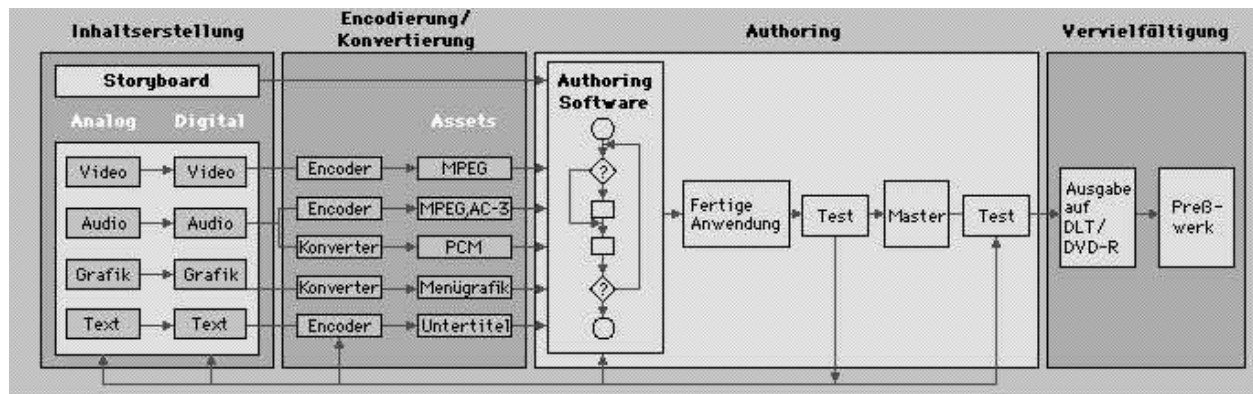 Inhaltserstellung
Encodierung/
Konvertierung
Authoring
Vervielfältigung
Storyboard
Analog Digital
Assets
Video Video Encoder MPEG
Audio Audio Encoder MPEG,AC-3
Konverter PCM
Grafik Grafik Konverter Menügrafik
Text Text Encoder Untertitel
Authoring
Software
?
?
Fertige
Anwendung
Test
Master
Test
Ausgabe
auf
DLT/
DVD-R
Preß-
werk